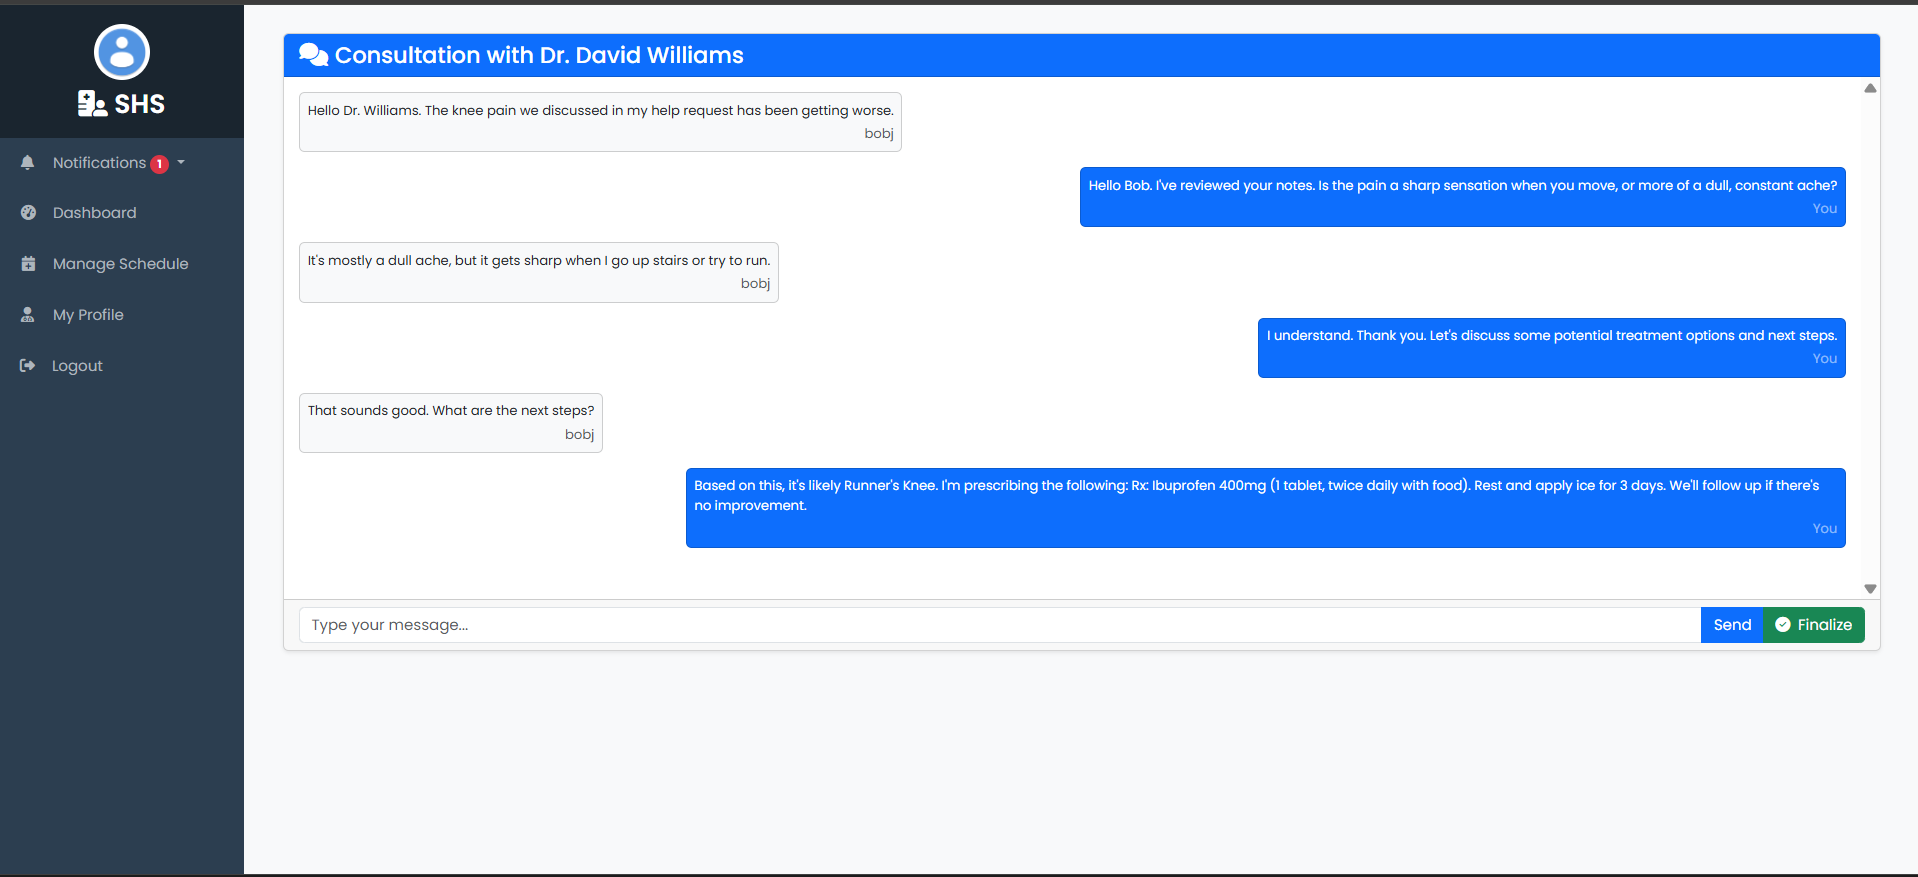 SHS
Notifications 1
Dashboard
Manage Schedule
My Profile
Logout
Consultation with Dr. David Williams
Hello Dr. Williams. The knee pain we discussed in my help request has been getting worse.
bobj
Hello Bob. I've reviewed your notes. Is the pain a sharp sensation when you move, or more of a dull, constant ache?
You
It's mostly a dull ache, but it gets sharp when I go up stairs or try to run.
bobj
I understand. Thank you. Let's discuss some potential treatment options and next steps.
You
That sounds good. What are the next steps?
bobj
Based on this, it's likely Runner's Knee. I'm prescribing the following: Rx: Ibuprofen 400mg (1 tablet, twice daily with food). Rest and apply ice for 3 days. We'll follow up if there's
no improvement.
You
Type your message...
Send
Finalize